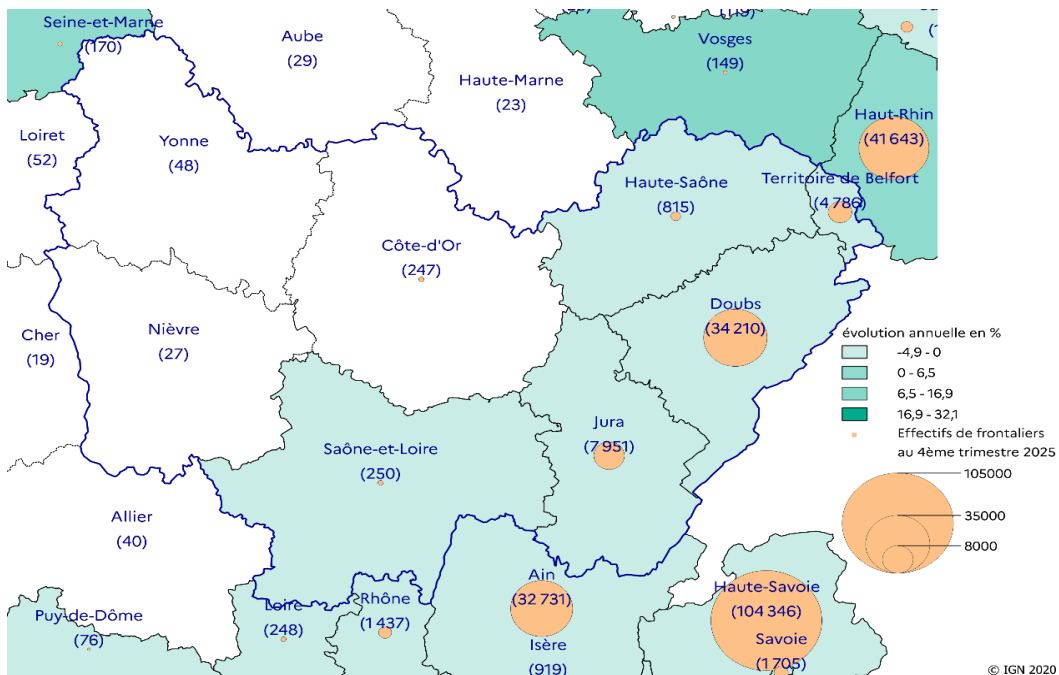 Seine-et-Marne
(170)
Aube
(29)
Vosges
(149)
Haute-Marne
(23)
Haut-Rhin
(41 643)
Loiret
(52)
Yonne
(48)
Haute-Saône
(815)
Territoire de Belfort
(4 786)
Côte-d'Or
(247)
Doubs
(34 210)
Cher
(19)
Nièvre
(27)
évolution annuelle en %
-4,9 - 0
0 - 6,5
6,5 - 16,9
16,9 - 32,1
Effectifs de frontaliers
au 4ème trimestre 2025
105000
35000
8000
Jura
(7 951)
Saône-et-Loire
(250)
Allier
(40)
Ain
(32 731)
Haute-Savoie
(104 346)
Puy-de-Dôme
(76)
Loire
(248)
Rhône
(1 437)
Isère
(919)
Savoie
(1 705)
© IGN 2020